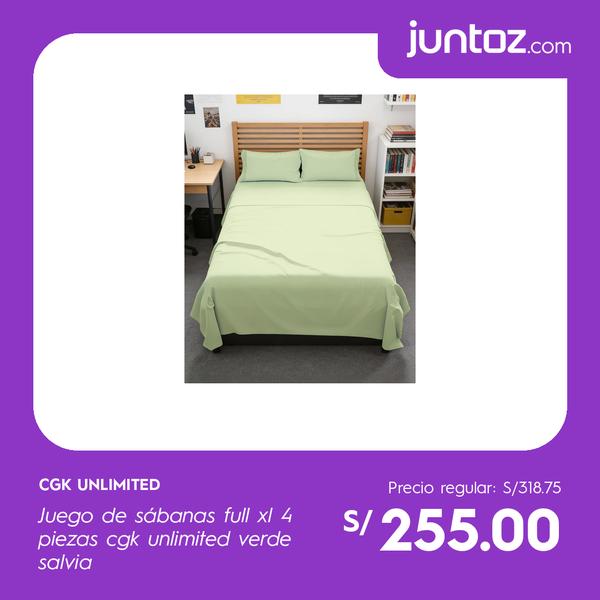 juntoz.com
CGK UNLIMITED
Juego de sábanas full xl 4
piezas cgk unlimited verde
salvia
Precio regular: S/318.75
S/255.00